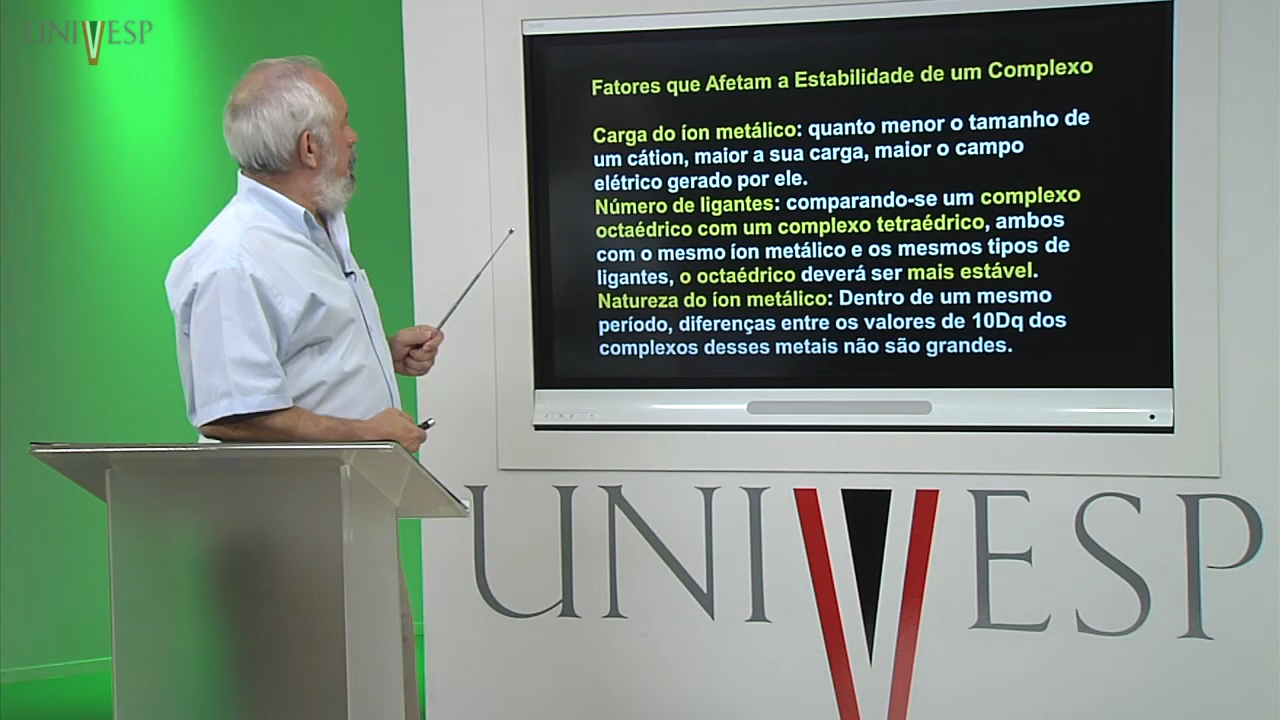 UNIVESP
Fatores que Afetam a Estabilidade de um Complexo
Carga do íon metálico: quanto menor o tamanho de
um cátion, maior a sua carga, maior o campo
elétrico gerado por ele.
Número de ligantes: comparando-se um complexo
octaédrico com um complexo tetraédrico, ambos
com o mesmo íon metálico e os mesmos tipos de
ligantes, o octaédrico deverá ser mais estável.
Natureza do íon metálico: Dentro de um mesmo
período, diferenças entre os valores de 10Dq dos
complexos desses metais não são grandes.
UNIVESP